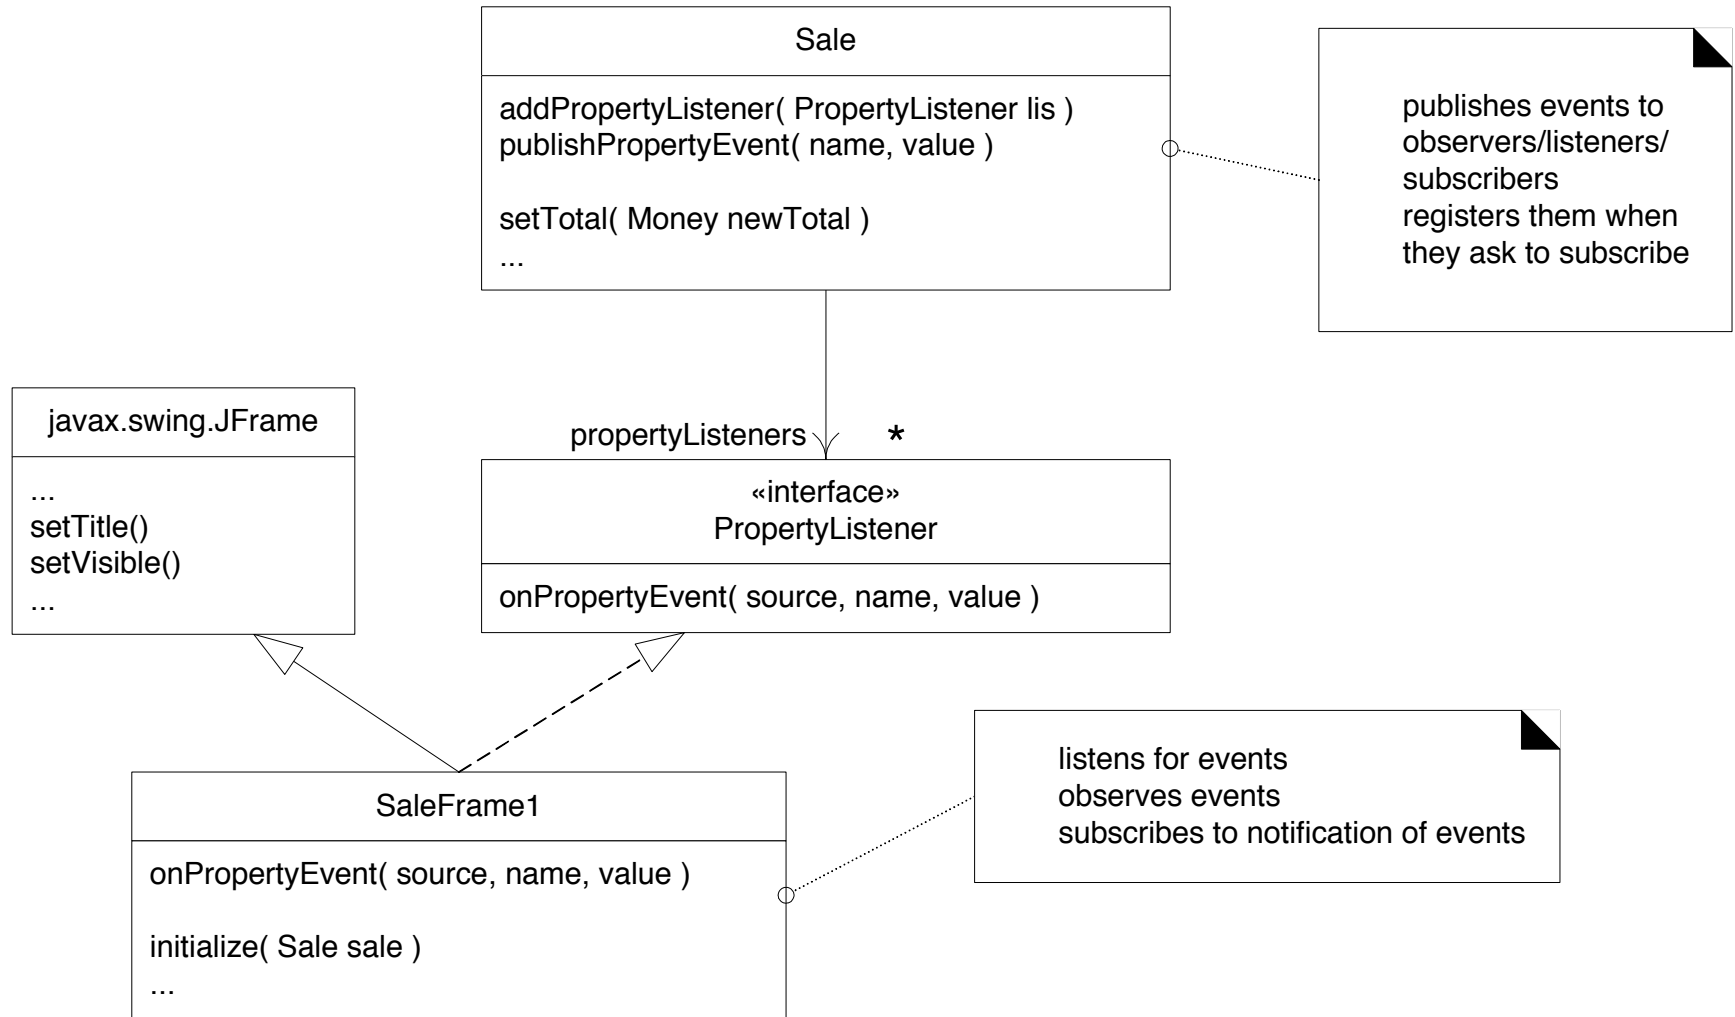 Sale
addPropertyListener( PropertyListener lis )
publishPropertyEvent( name, value )
setTotal( Money newTotal )
...
publishes events to
observers/listeners/
subscribers
registers them when
they ask to subscribe
javax.swing.JFrame
...
setTitle()
setVisible()
...
propertyListeners *
«interface»
PropertyListener
onPropertyEvent( source, name, value )
SaleFrame1
onPropertyEvent( source, name, value )
initialize( Sale sale )
...
listens for events
observes events
subscribes to notification of events